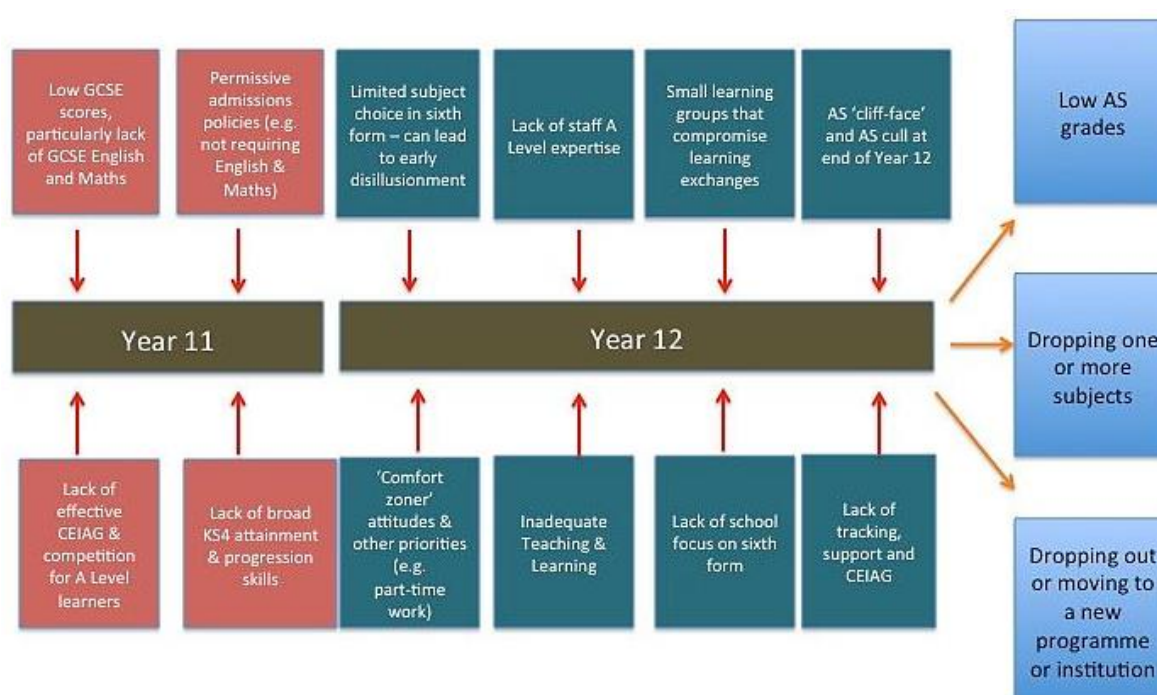 Low GCSE
scores,
particularly lack
of GCSE English
and Maths
Permissive
admissions
policies (e.g.
not requiring
English &
Maths)
Limited subject
choice in sixth
form – can lead
to early
disillusionment
Lack of staff A
Level expertise
Small learning
groups that
compromise
learning
exchanges
AS ‘cliff-face’
and AS cull at
end of Year 12
Low AS
grades
Year 11
Year 12
Dropping one
or more
subjects
Lack of
effective
CEIAG &
competition
for A Level
learners
Lack of broad
KS4 attainment
& progression
skills
‘Comfort
zoner’
attitudes &
other priorities
(e.g.
part-time
work)
Inadequate
Teaching &
Learning
Lack of school
focus on sixth
form
Lack of
tracking,
support and
CEIAG
Dropping out
or moving to
a new
programme
or institution